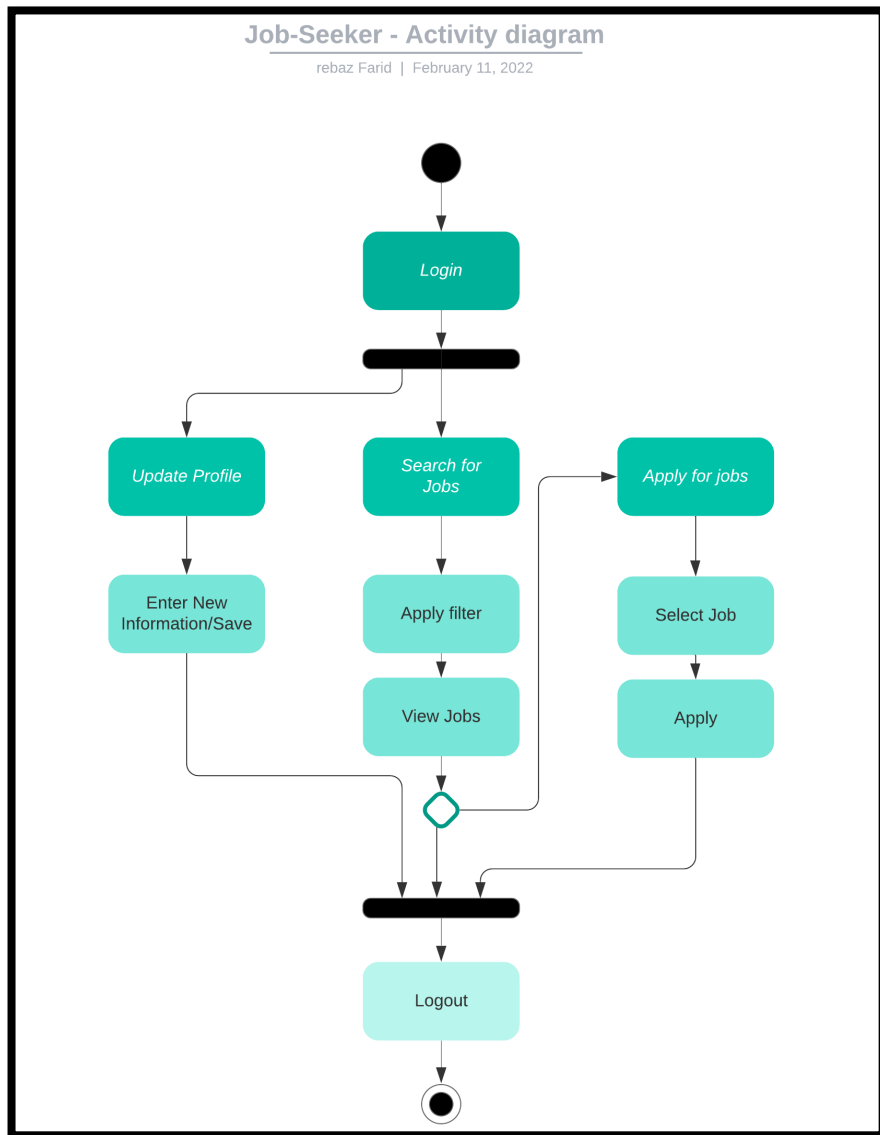 Job-Seeker - Activity diagram
rebaz Farid | February 11, 2022
Login
Update Profile
Search for
Jobs
Apply for jobs
Enter New
Information/Save
Apply filter
Select Job
View Jobs
Apply
Logout